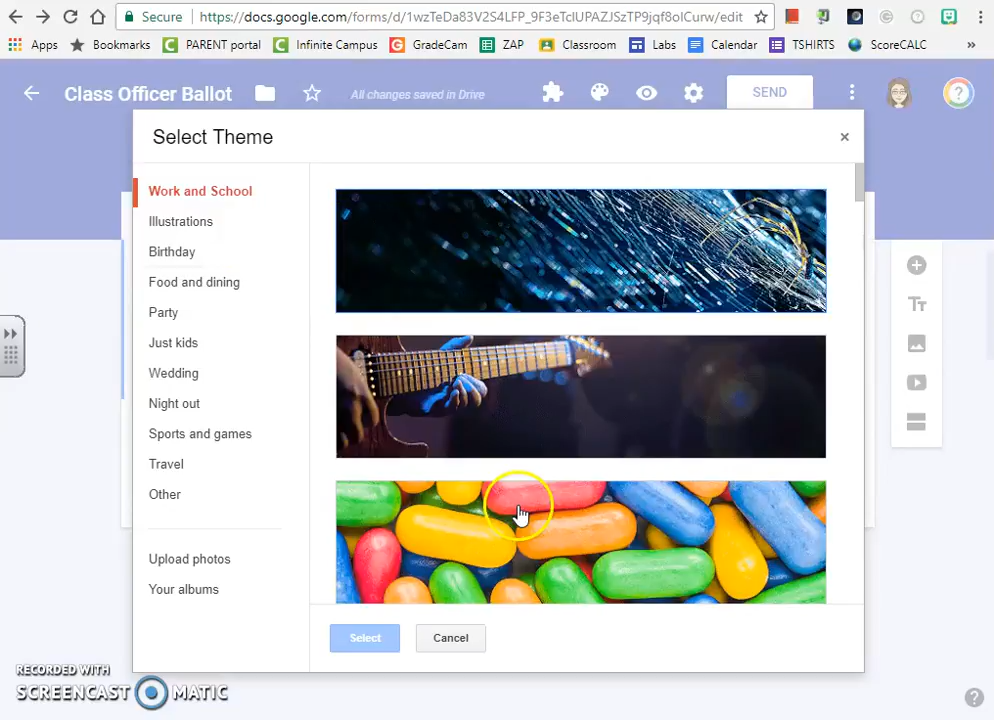 Secure https://docs.google.com/forms/d/1wzTeDa83V2S4LFP_9F3eTclUPAZJSzTP9jqf8oICurw/edit
Apps Bookmarks PARENT portal Infinite Campus GradeCam ZAP Classroom Labs Calendar TSHIRTS ScoreCALC »
Class Officer Ballot All changes saved in Drive SEND
Select Theme
Work and School
Illustrations
Birthday
Food and dining
Party
Just kids
Wedding
Night out
Sports and games
Travel
Other
Upload photos
Your albums
Select Cancel
RECORDED WITH
SCREENCAST MATIC